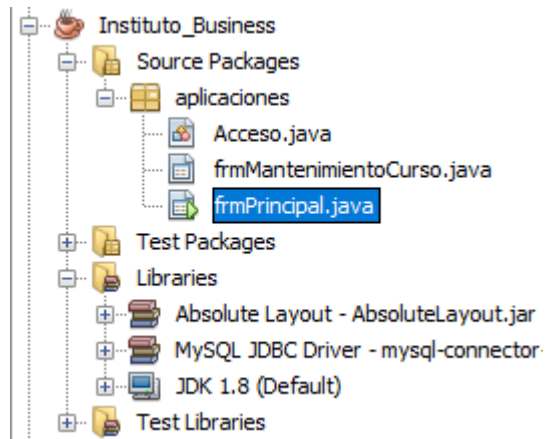 Instituto_Business
Source Packages
aplicaciones
Acceso.java
frmMantenimientoCurso.java
frmPrincipal.java
Test Packages
Libraries
Absolute Layout - AbsoluteLayout.jar
MySQL JDBC Driver - mysql-connector-
JDK 1.8 (Default)
Test Libraries